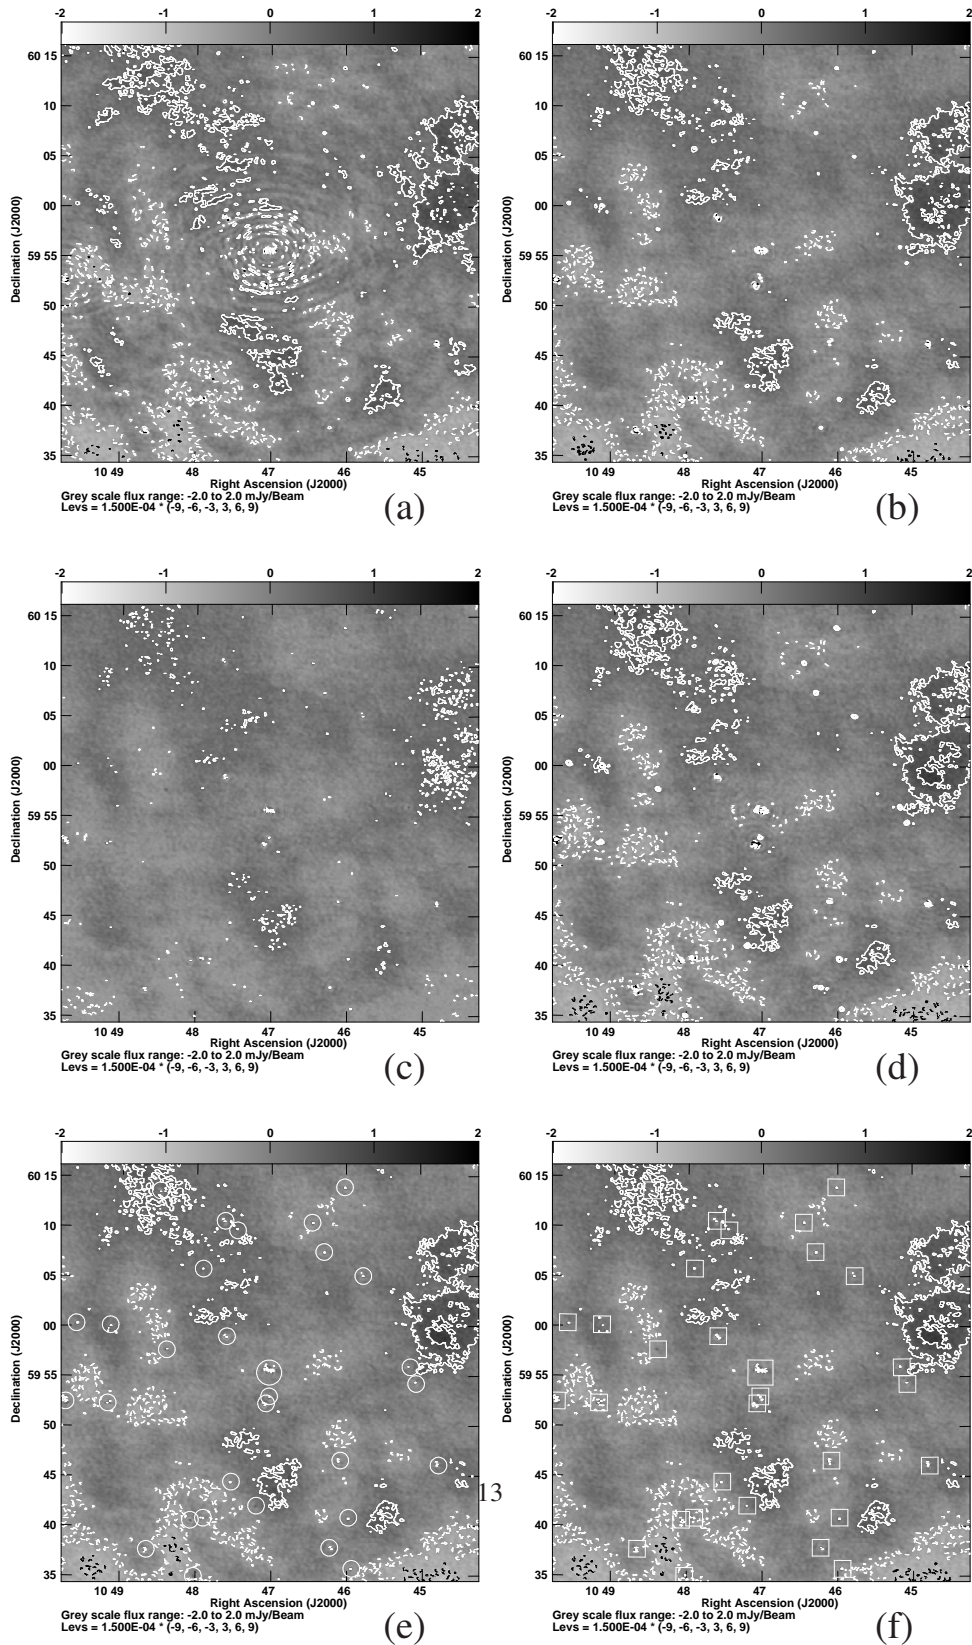 -2 -1 0 1 2
60 15
10
05
00
59 55
50
45
40
35
Declination (J2000)
10 49 48 47 46 45
Right Ascension (J2000)
Grey scale flux range: -2.0 to 2.0 mJy/Beam
Levs = 1.500E-04 * (-9, -6, -3, 3, 6, 9)
(a)
-2 -1 0 1 2
60 15
10
05
00
59 55
50
45
40
35
Declination (J2000)
10 49 48 47 46 45
Right Ascension (J2000)
Grey scale flux range: -2.0 to 2.0 mJy/Beam
Levs = 1.500E-04 * (-9, -6, -3, 3, 6, 9)
(b)
-2 -1 0 1 2
60 15
10
05
00
59 55
50
45
40
35
Declination (J2000)
10 49 48 47 46 45
Right Ascension (J2000)
Grey scale flux range: -2.0 to 2.0 mJy/Beam
Levs = 1.500E-04 * (-9, -6, -3, 3, 6, 9)
(c)
-2 -1 0 1 2
60 15
10
05
00
59 55
50
45
40
35
Declination (J2000)
10 49 48 47 46 45
Right Ascension (J2000)
Grey scale flux range: -2.0 to 2.0 mJy/Beam
Levs = 1.500E-04 * (-9, -6, -3, 3, 6, 9)
(d)
-2 -1 0 1 2
60 15
10
05
00
59 55
50
45
40
35
Declination (J2000)
10 49 48 47 46 45
Right Ascension (J2000)
Grey scale flux range: -2.0 to 2.0 mJy/Beam
Levs = 1.500E-04 * (-9, -6, -3, 3, 6, 9)
(e)
13
-2 -1 0 1 2
60 15
10
05
00
59 55
50
45
40
35
Declination (J2000)
10 49 48 47 46 45
Right Ascension (J2000)
Grey scale flux range: -2.0 to 2.0 mJy/Beam
Levs = 1.500E-04 * (-9, -6, -3, 3, 6, 9)
(f)